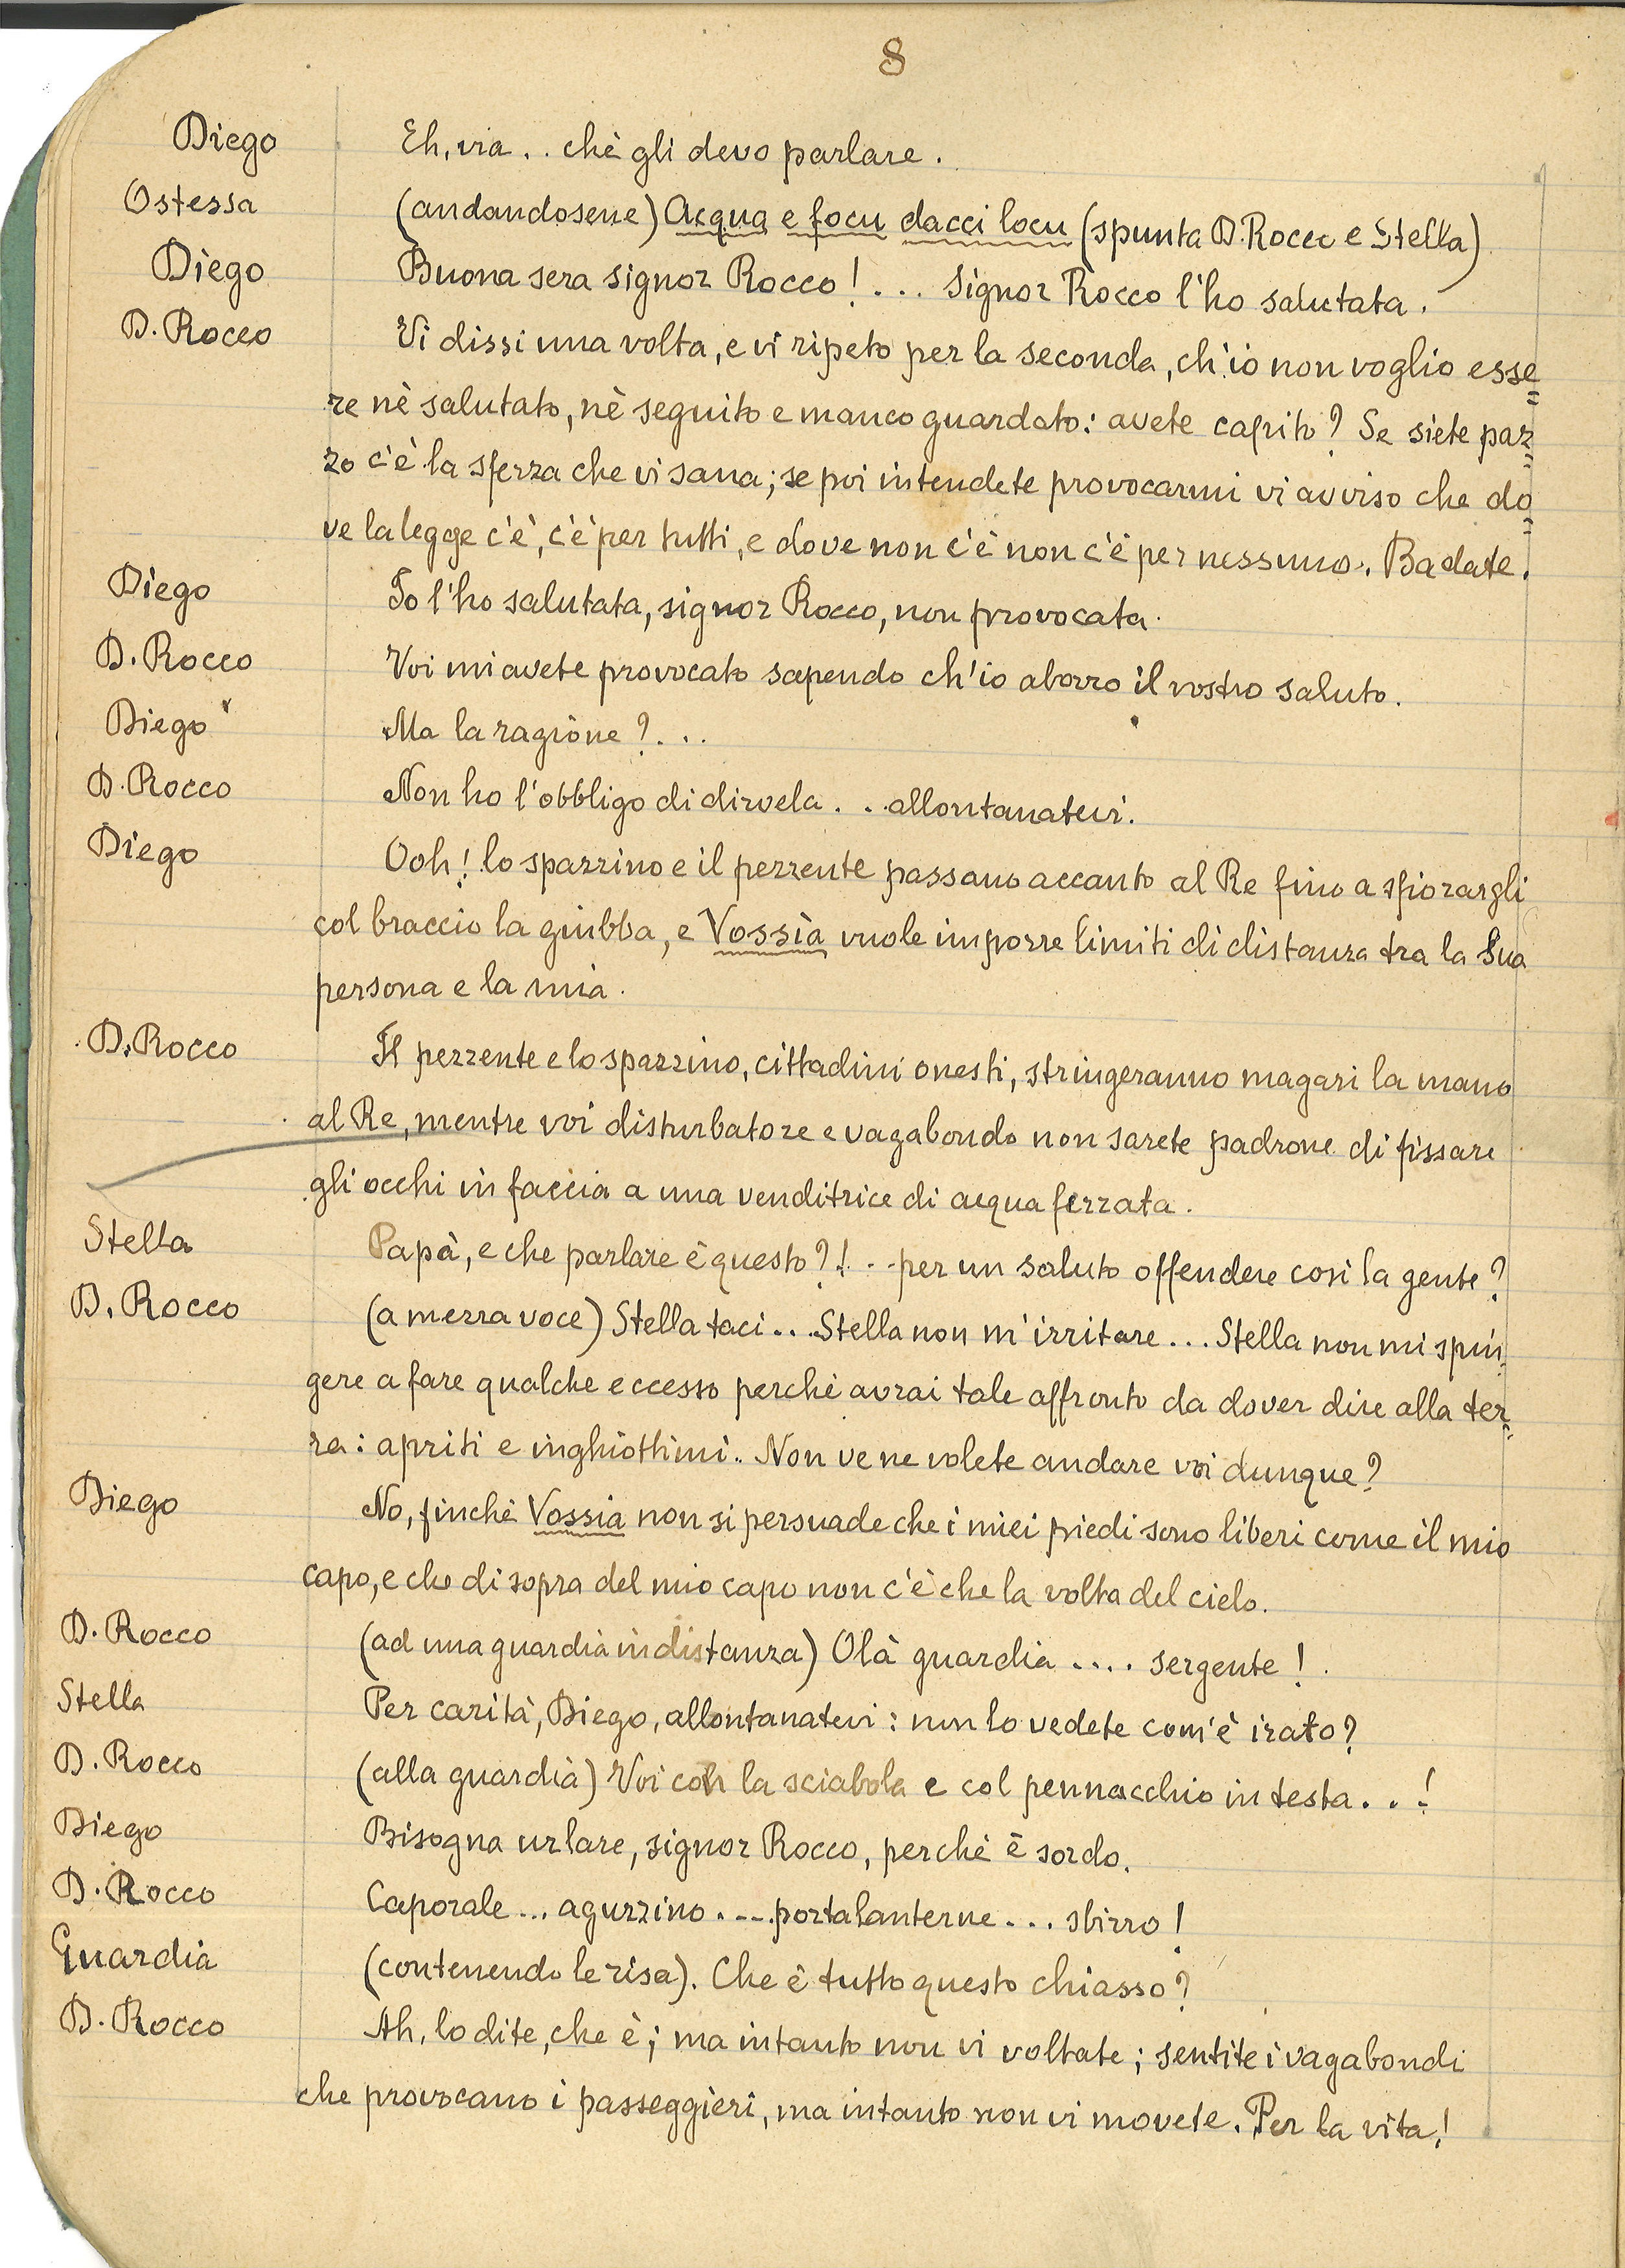 8
Diego Eh, via . . chè gli devo parlare .
Ostessa (andandosene) Acqua e focu dacci locu (spunta D. Rocco e Stella)
Diego Buona sera signor Rocco ! . . . Signor Rocco l'ho salutata .
D. Rocco Vi dissi una volta, e vi ripeto per la seconda, ch'io non voglio esse=
re nè salutato, nè seguito e manco guardato: avete capito? Se siete paz=
zo c'è la sferza che vi sana; se poi intendete provocarmi vi avviso che do=
ve la legge c'è, c'è per tutti, e dove non c'è non c'è per nessuno. Badate.
Diego Io l'ho salutata, signor Rocco, non provocata.
D. Rocco Voi mi avete provocato sapendo ch'io aborro il vostro saluto.
Diego Ma la ragione ? . . .
D. Rocco Non ho l'obbligo di dirvela . . . allontanatevi.
Diego Ooh! lo spazzino e il pezzente passano accanto al Re fino a sfiorargli
col braccio la giubba, e Vossìa vuole imporre limiti di distanza tra la Sua
persona e la mia .
D. Rocco Il pezzente e lo spazzino, cittadini onesti, stringeranno magari la mano
al Re, mentre voi disturbatore e vagabondo non sarete padrone di fissare
gli occhi in faccia a una venditrice di acqua ferrata .
Stella Papà, e che parlare è questo ?! . . . per un saluto offendere così la gente ?
D. Rocco (a mezza voce) Stella taci . . . Stella non m'irritare . . . Stella non mi spin=
gere a fare qualche eccesso perchè avrai tale affronto da dover dire alla ter=
ra: apriti e inghiottimi.. Non ve ne volete andare voi dunque?
Diego No, finchè Vossìa non si persuade che i miei piedi sono liberi come il mio
capo, e che di sopra del mio capo non c'è che la volta del cielo.
D. Rocco (ad una guardia in distanza) Olà guardia . . . . sergente ! .
Stella Per carità, Diego, allontanatevi : non lo vedete com'è irato?
D. Rocco (alla guardia) Voi con la sciabola e col pennacchio in testa . . !
Diego Bisogna urlare, signor Rocco, perchè è sordo.
D. Rocco Caporale ... aguzzino .... portalanterne ... sbirro !
Guardia (contenendo le risa). Che è tutto questo chiasso?
D. Rocco Ah, lo dite, che è; ma intanto non vi voltate; sentite i vagabondi
che provocano i passeggieri, ma intanto non vi movete. Per la vita!